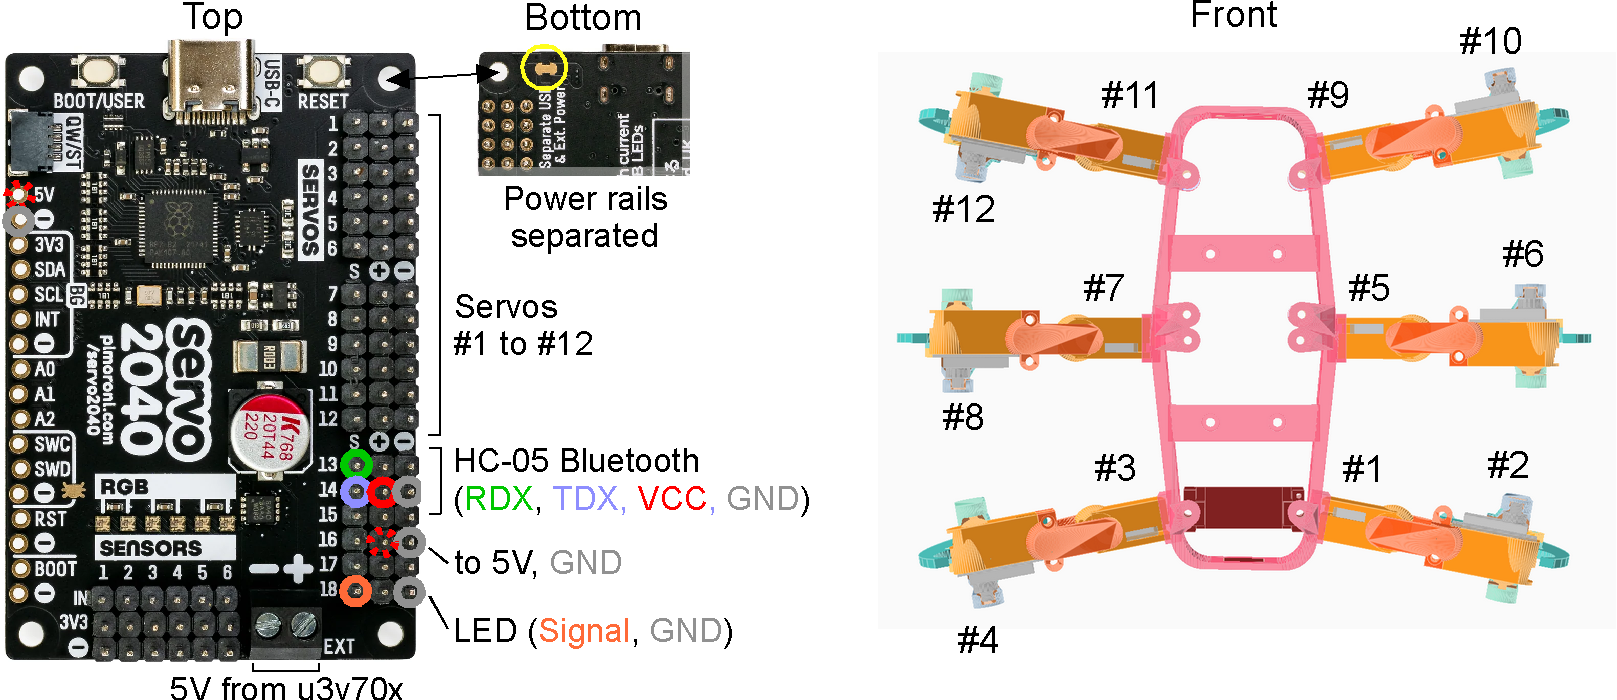 Top
Bottom
Front
BOOT/USER
USB-C
RESET
QW/ST
5V
3V3
SDA
SCL
BG
INT
A0
A1
A2
SWC
SWD
RST
BOOT
SERVOS
1
2
3
4
5
6
S + −
7
8
9
10
11
12
S + −
13
14
15
16
17
18
servo
2040
pimoroni.com
/servo2040
K 768
20T44
220
RGB
SENSORS
1 2 3 4 5 6
IN
3V3
− +
EXT
Separate USB
& Ext. Power
current
LEDs
Power rails
separated
Servos
#1 to #12
HC-05 Bluetooth
(RDX, TDX, VCC, GND)
to 5V, GND
LED (Signal, GND)
5V from u3v70x
#10
#11
#9
#12
#6
#7
#5
#8
#3
#1
#2
#4